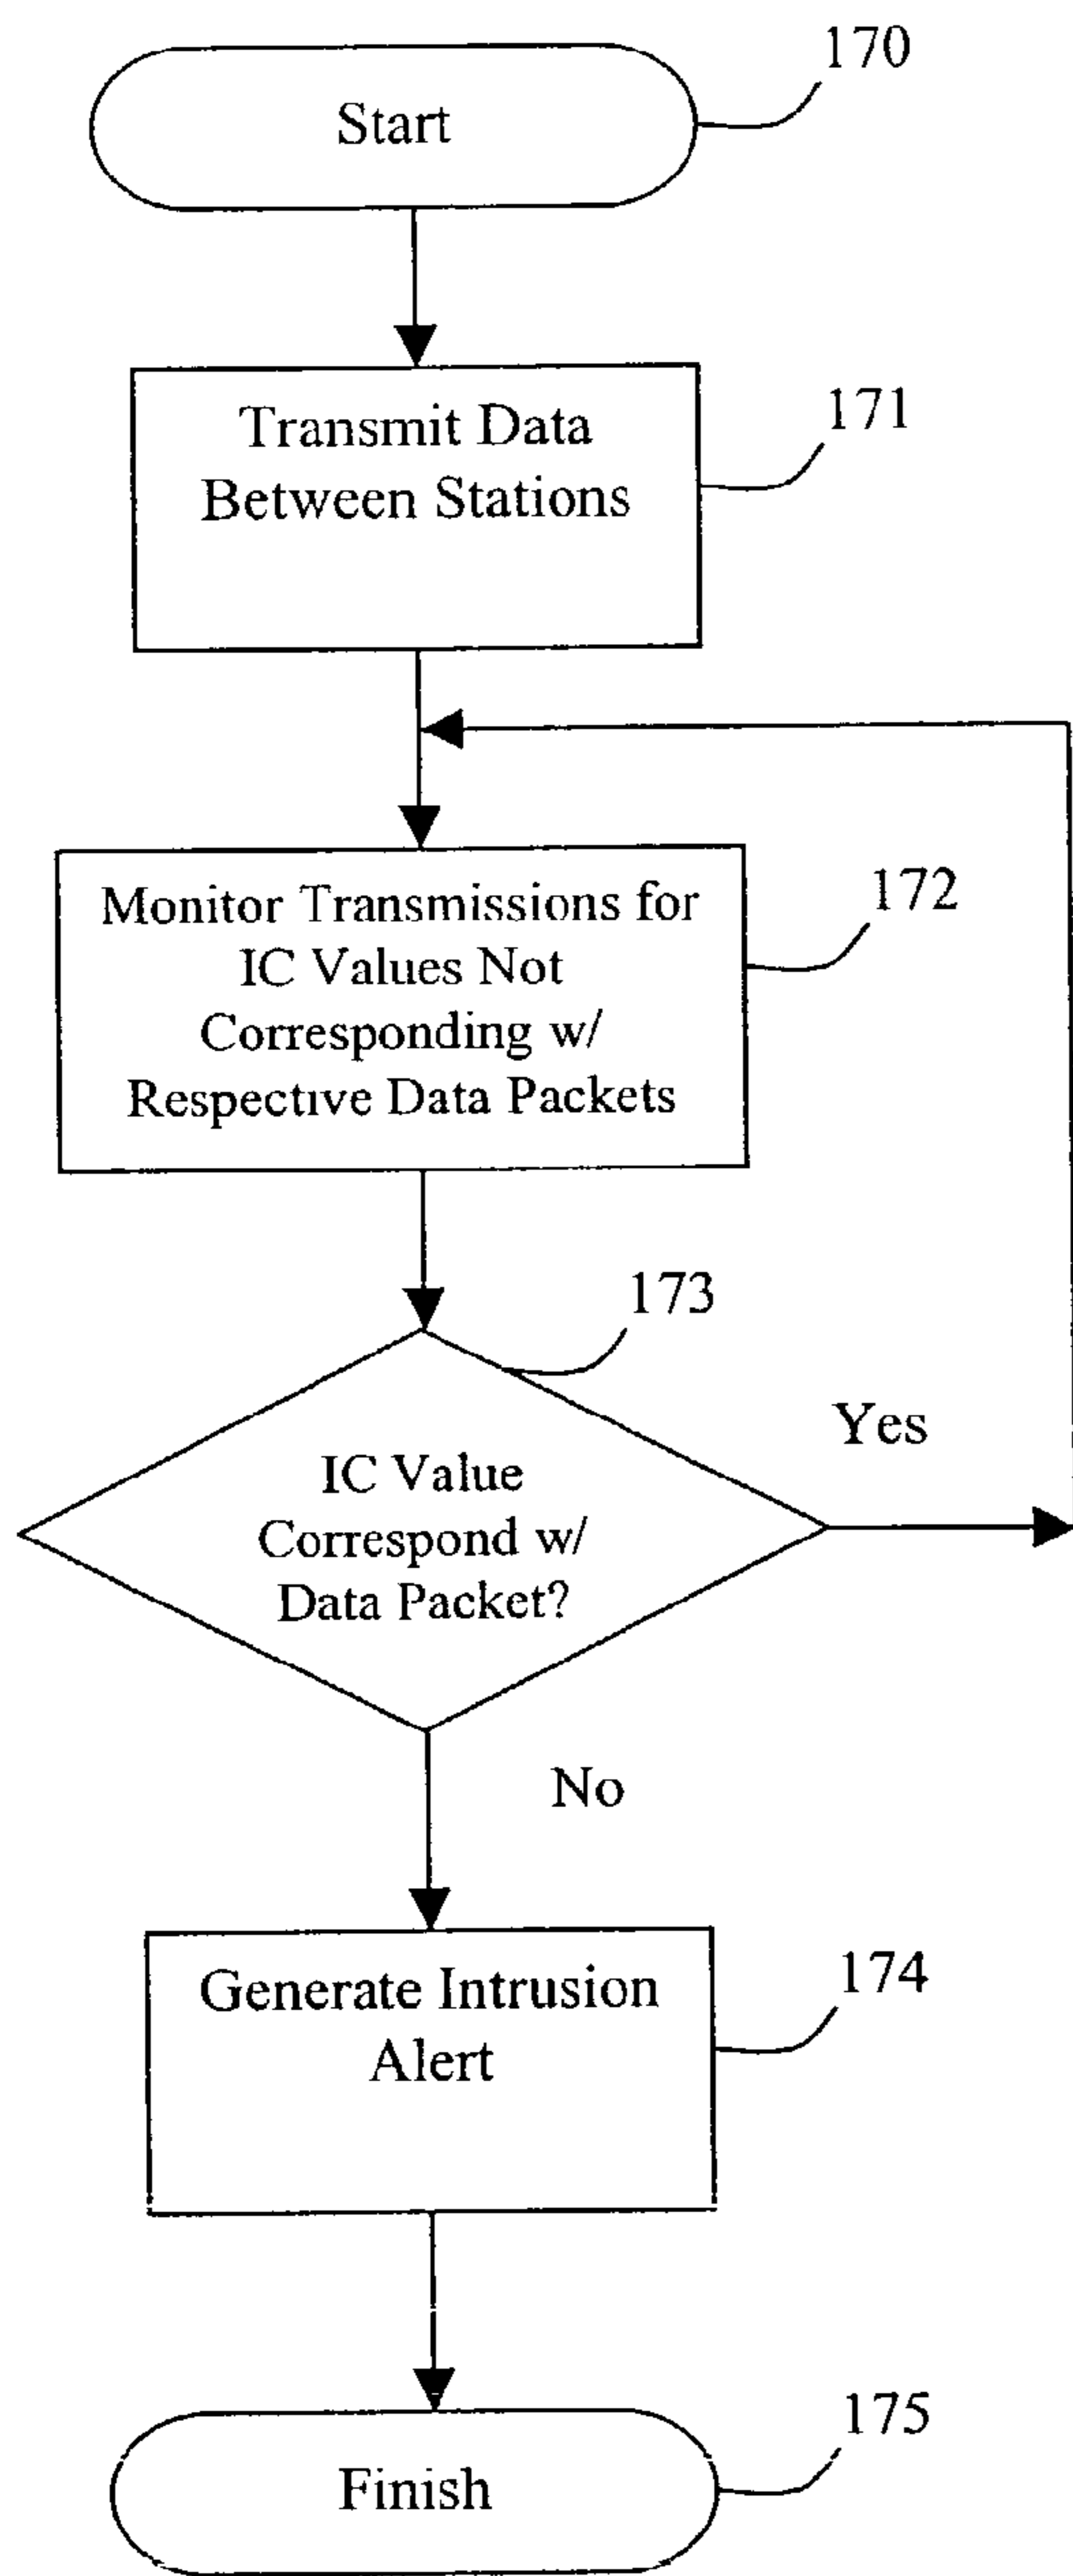 170
Start
171
Transmit Data
Between Stations
172
Monitor Transmissions for
IC Values Not
Corresponding w/
Respective Data Packets
173
Yes
IC Value
Correspond w/
Data Packet?
No
174
Generate Intrusion
Alert
175
Finish